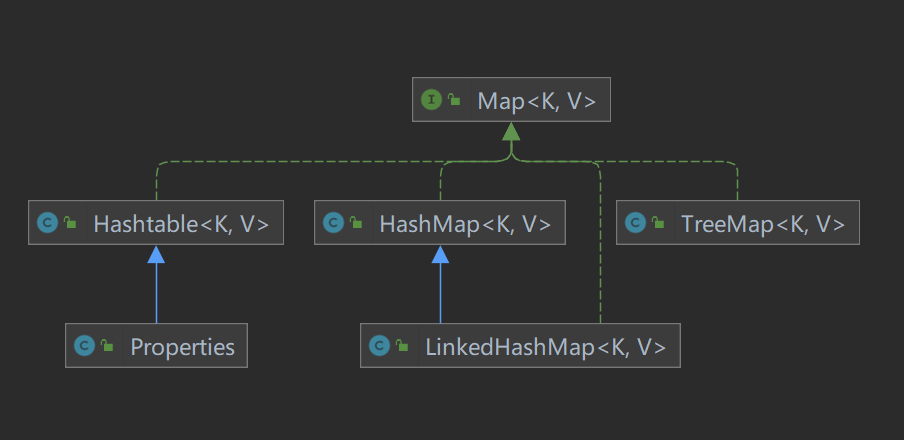 I Map<K, V>
C Hashtable<K, V>
C HashMap<K, V>
C TreeMap<K, V>
C Properties
C LinkedHashMap<K, V>